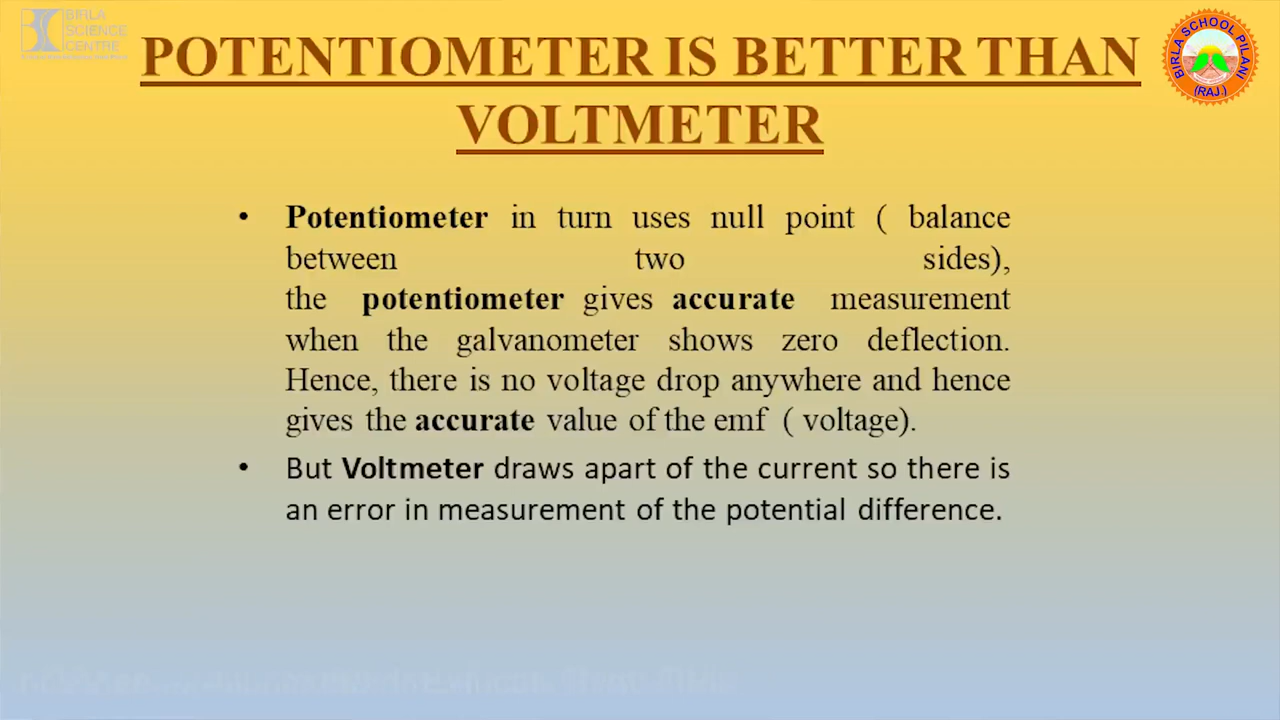 BIRLA
SCIENCE
CENTRE
POTENTIOMETER IS BETTER THAN
VOLTMETER
BIRLA SCHOOL PILANI
(RAJ.)
• Potentiometer in turn uses null point ( balance
between two sides),
the potentiometer gives accurate measurement
when the galvanometer shows zero deflection.
Hence, there is no voltage drop anywhere and hence
gives the accurate value of the emf ( voltage).
• But Voltmeter draws apart of the current so there is
an error in measurement of the potential difference.